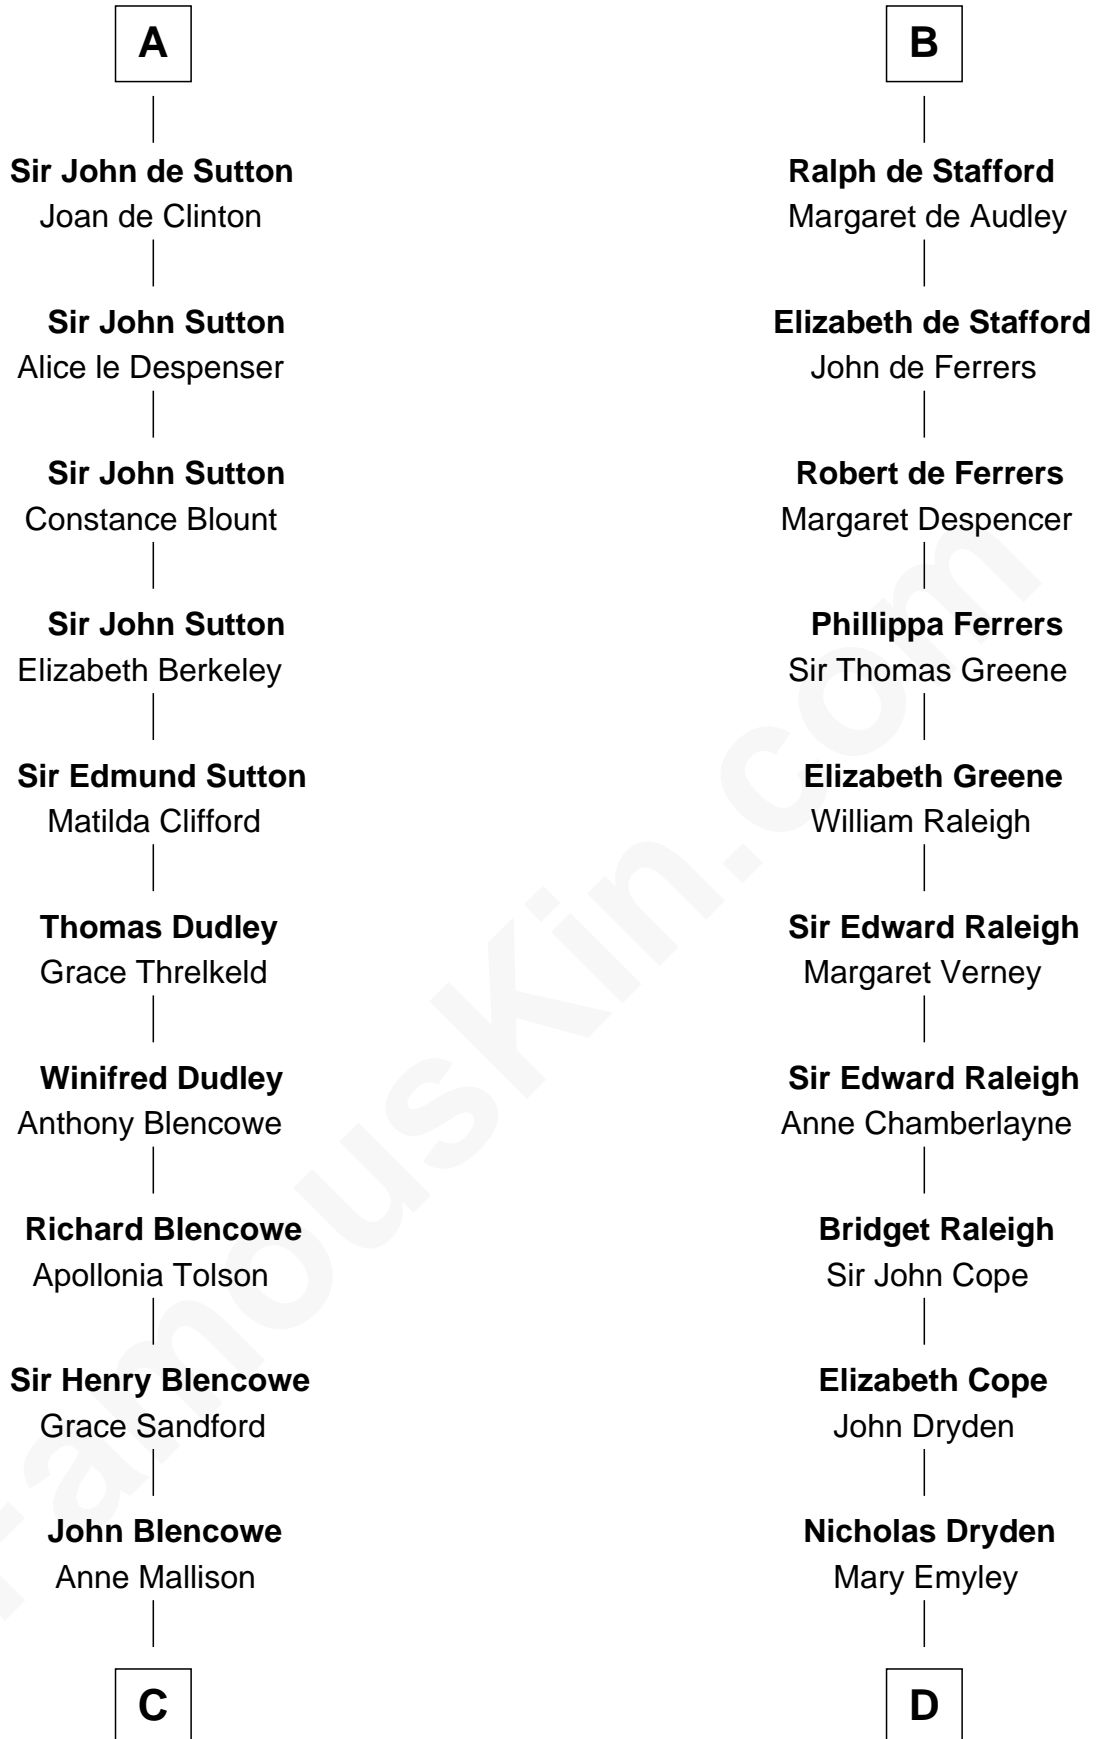 A
Sir John de Sutton
Joan de Clinton
Sir John Sutton
Alice le Despenser
Sir John Sutton
Constance Blount
Sir John Sutton
Elizabeth Berkeley
Sir Edmund Sutton
Matilda Clifford
Thomas Dudley
Grace Threlkeld
Winifred Dudley
Anthony Blencowe
Richard Blencowe
Apollonia Tolson
Sir Henry Blencowe
Grace Sandford
John Blencowe
Anne Mallison
C
B
Ralph de Stafford
Margaret de Audley
Elizabeth de Stafford
John de Ferrers
Robert de Ferrers
Margaret Despencer
Phillippa Ferrers
Sir Thomas Greene
Elizabeth Greene
William Raleigh
Sir Edward Raleigh
Margaret Verney
Sir Edward Raleigh
Anne Chamberlayne
Bridget Raleigh
Sir John Cope
Elizabeth Cope
John Dryden
Nicholas Dryden
Mary Emyley
D
FamousKin.com